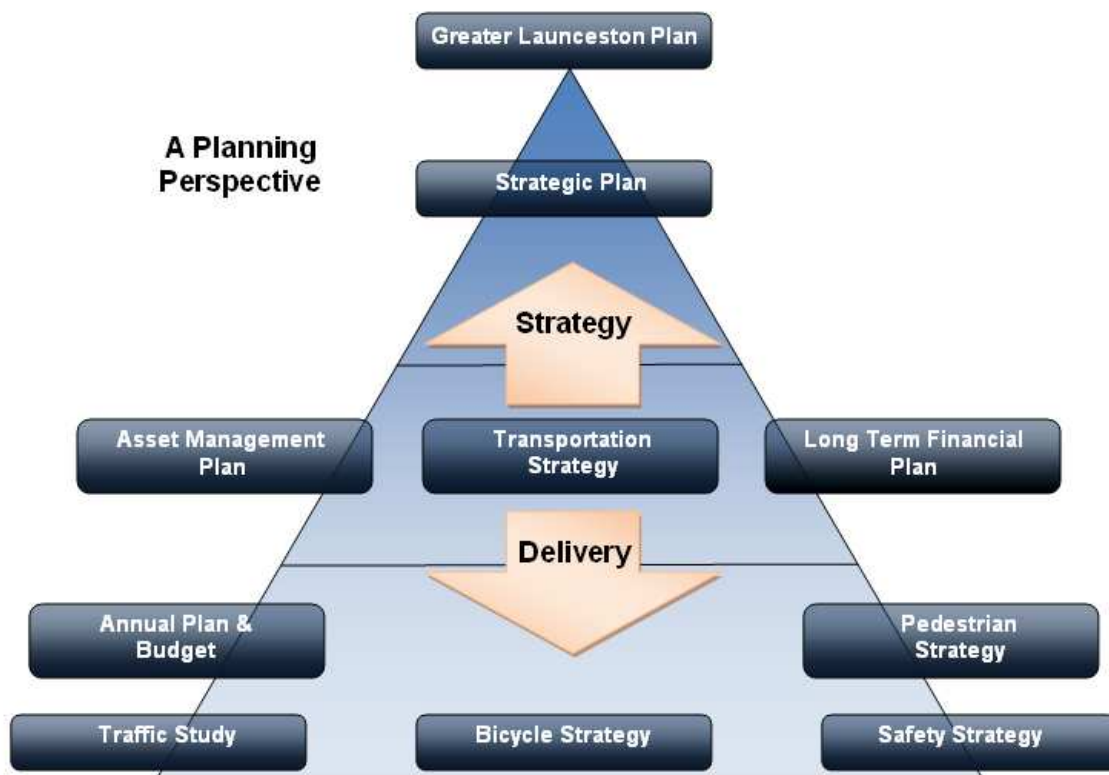 Greater Launceston Plan
A Planning
Perspective
Strategic Plan
Strategy
Asset Management
Plan
Transportation
Strategy
Long Term Financial
Plan
Delivery
Annual Plan &
Budget
Pedestrian
Strategy
Traffic Study
Bicycle Strategy
Safety Strategy